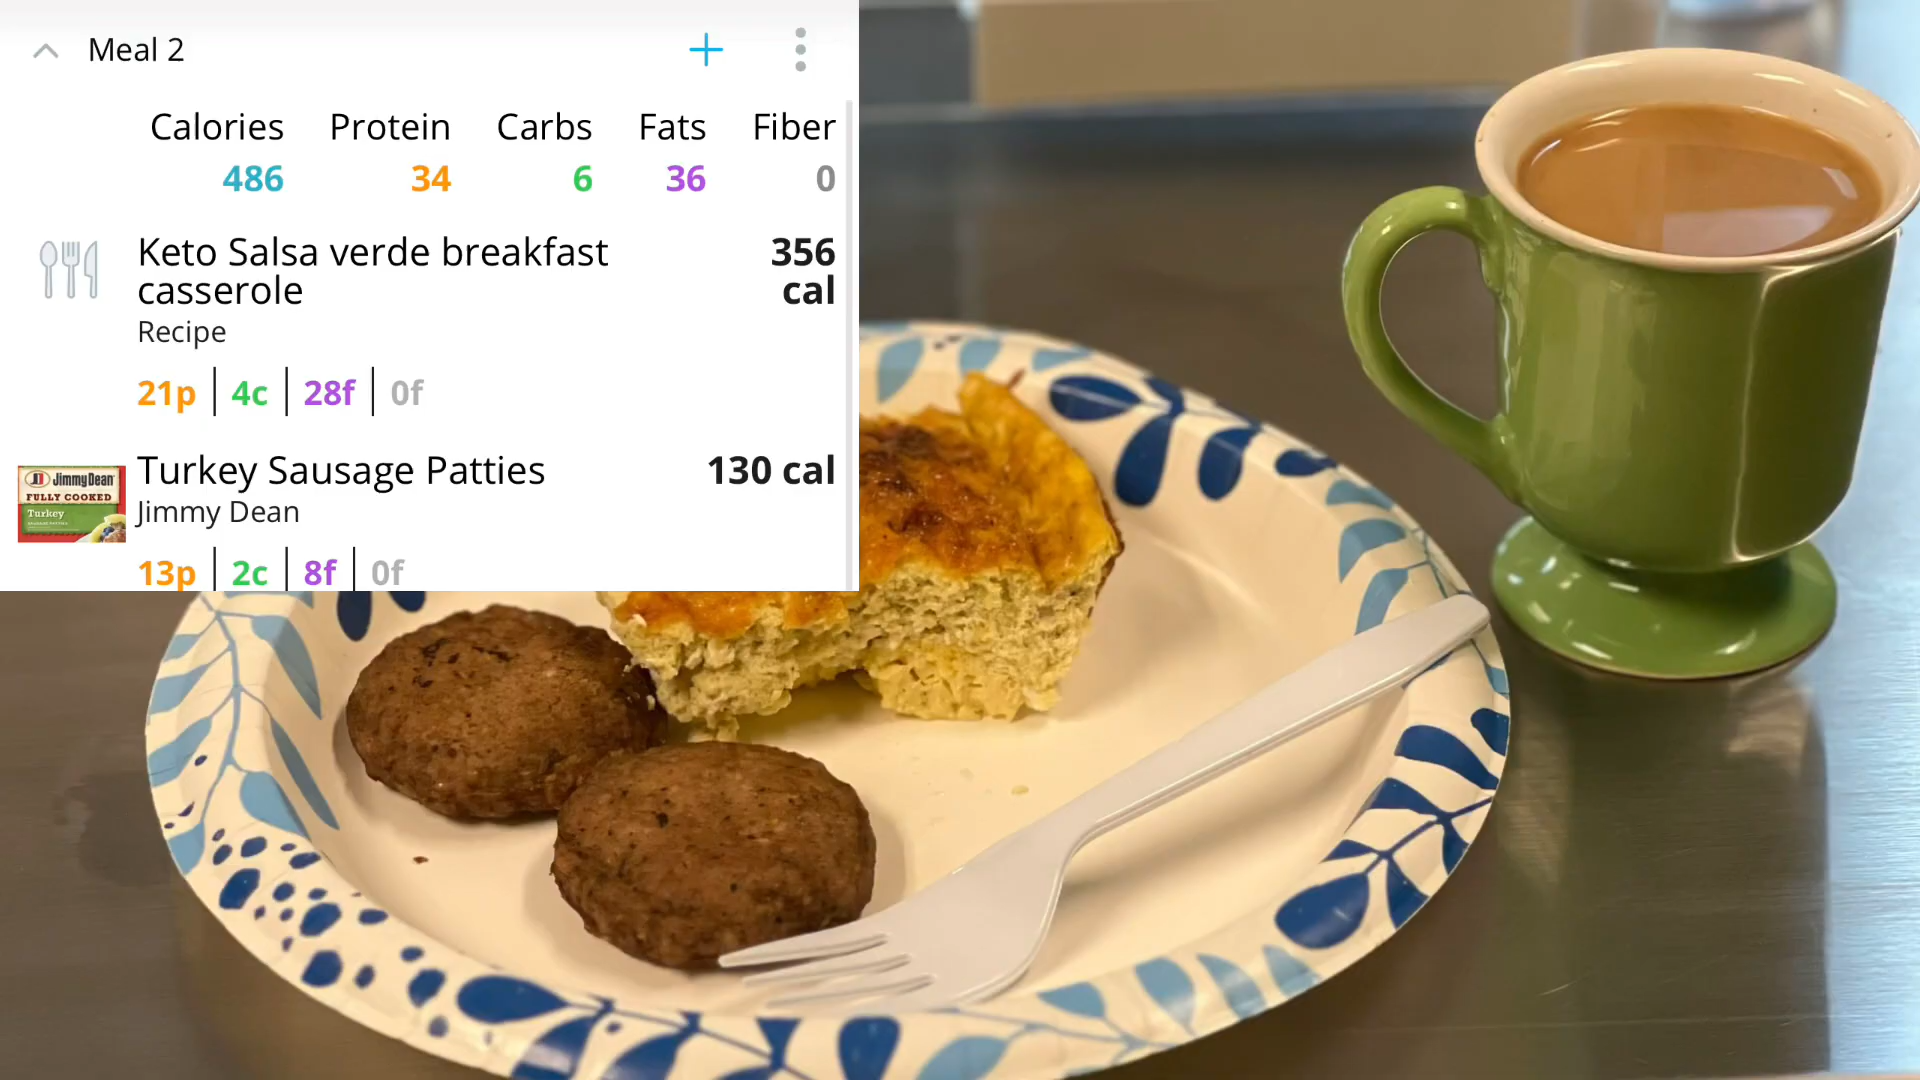 Meal 2
Calories Protein Carbs Fats Fiber
486 34 6 36 0
Keto Salsa verde breakfast 356
casserole cal
Recipe
21p 4c 28f 0f
Turkey Sausage Patties 130 cal
Jimmy Dean
JimmyDean
FULLY COOKED
Turkey
13p 2c 8f 0f